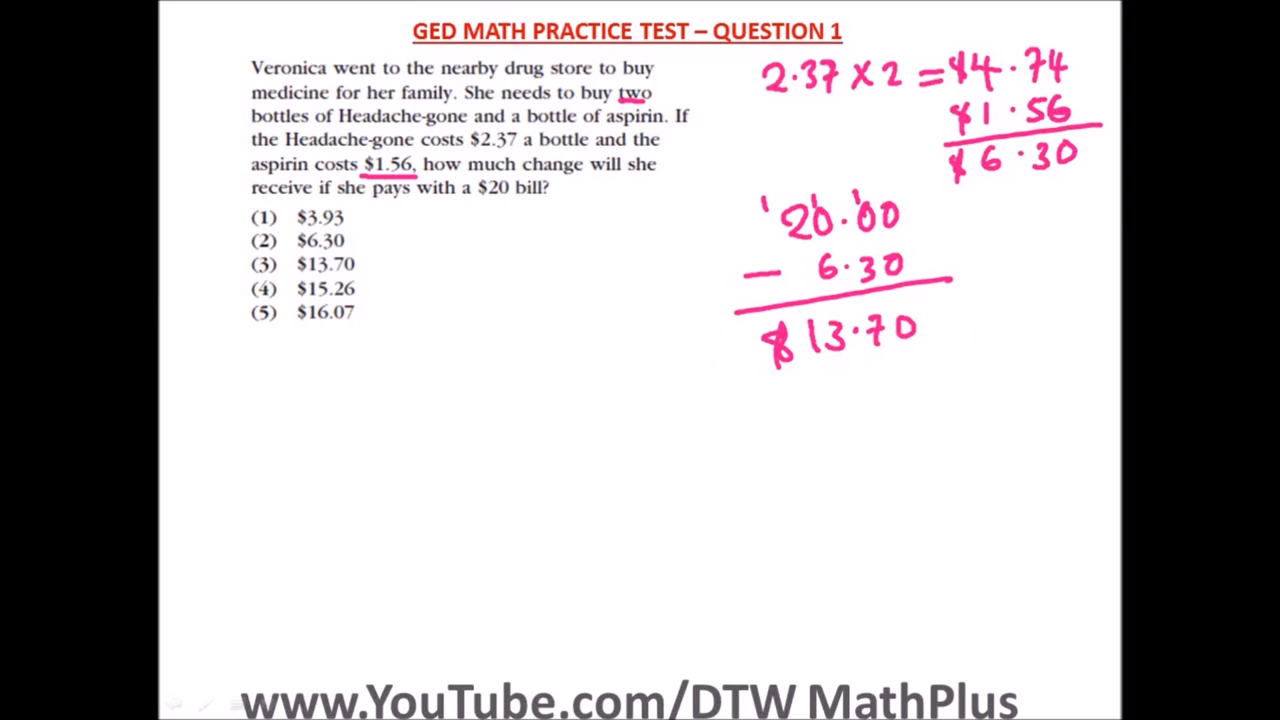 GED MATH PRACTICE TEST – QUESTION 1
Veronica went to the nearby drug store to buy
medicine for her family. She needs to buy two
bottles of Headache-gone and a bottle of aspirin. If
the Headache-gone costs $2.37 a bottle and the
aspirin costs $1.56, how much change will she
receive if she pays with a $20 bill?
(1) $3.93
(2) $6.30
(3) $13.70
(4) $15.26
(5) $16.07
2.37 × 2 = $4.74
$1.56
$6.30
1 1 1
20.00
– 6.30
$13.70
www.YouTube.com/DTW MathPlus